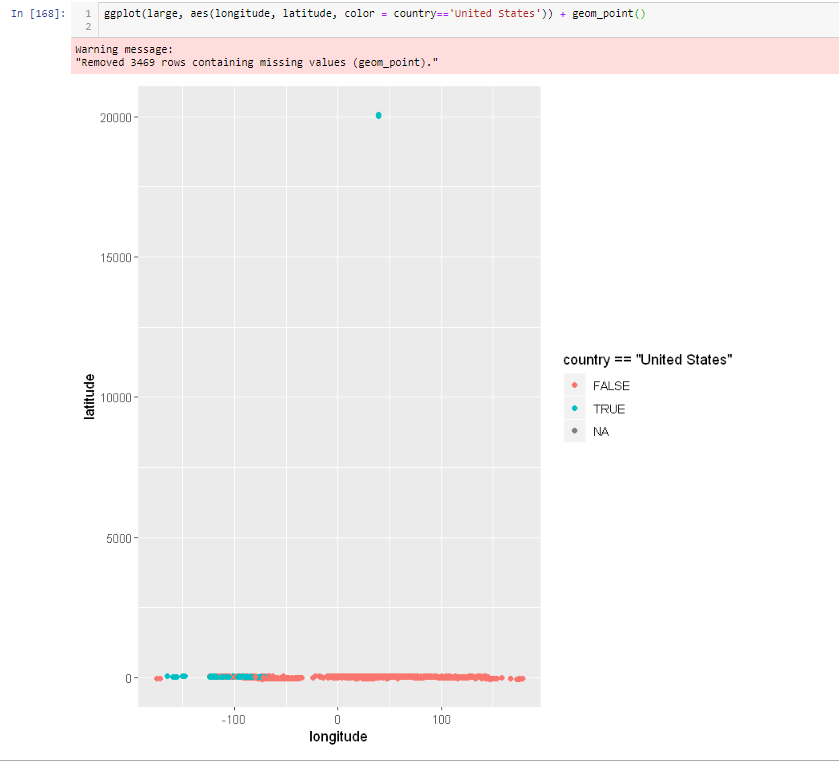 In [168]:
1 ggplot(large, aes(longitude, latitude, color = country=='United States')) + geom_point()
2
Warning message:
"Removed 3469 rows containing missing values (geom_point)."
20000
15000
10000
5000
0
latitude
-100 0 100
longitude
country == "United States"
FALSE
TRUE
NA